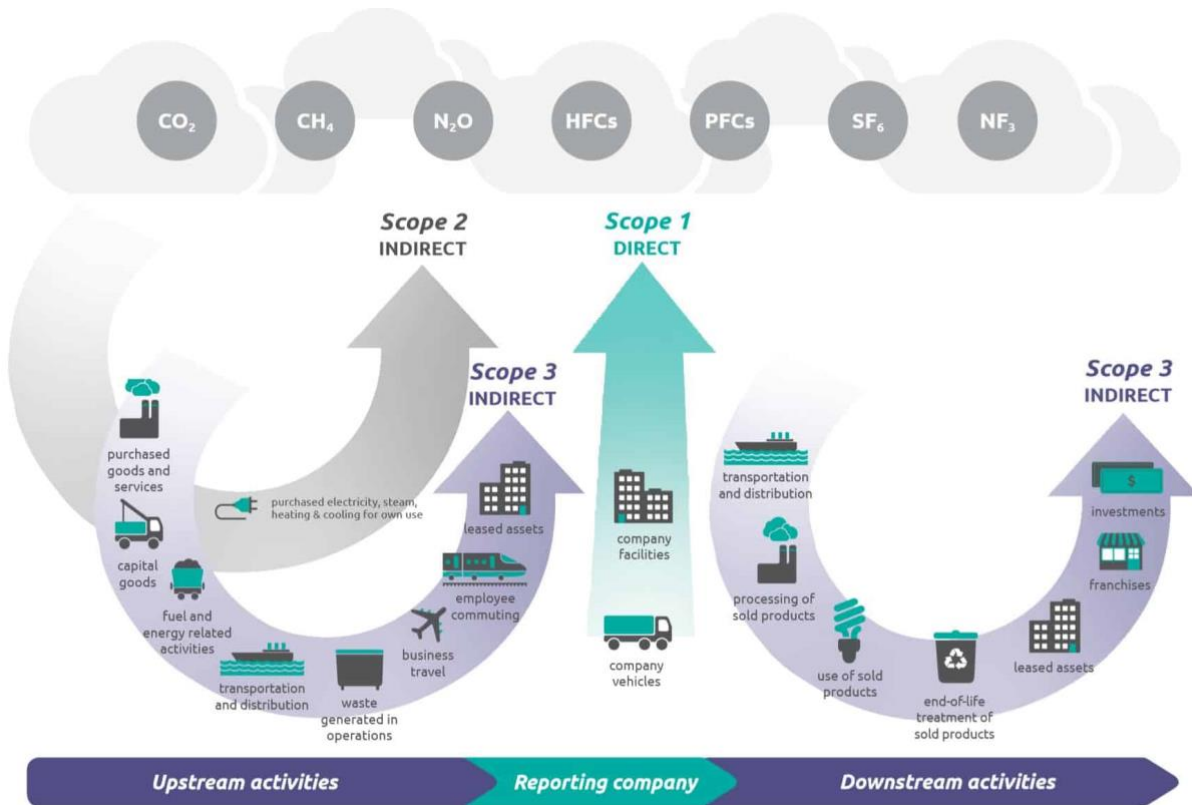 CO₂
CH₄
N₂O
HFCs
PFCs
SF₆
NF₃
Scope 2
INDIRECT
Scope 1
DIRECT
Scope 3
INDIRECT
Scope 3
INDIRECT
purchased
goods and
services
capital
goods
fuel and
energy related
activities
transportation
and distribution
waste
generated in
operations
business
travel
employee
commuting
leased assets
purchased electricity, steam,
heating & cooling for own use
company
facilities
company
vehicles
transportation
and distribution
processing of
sold products
use of sold
products
end-of-life
treatment of
sold products
leased assets
franchises
$
investments
Upstream activities
Reporting company
Downstream activities